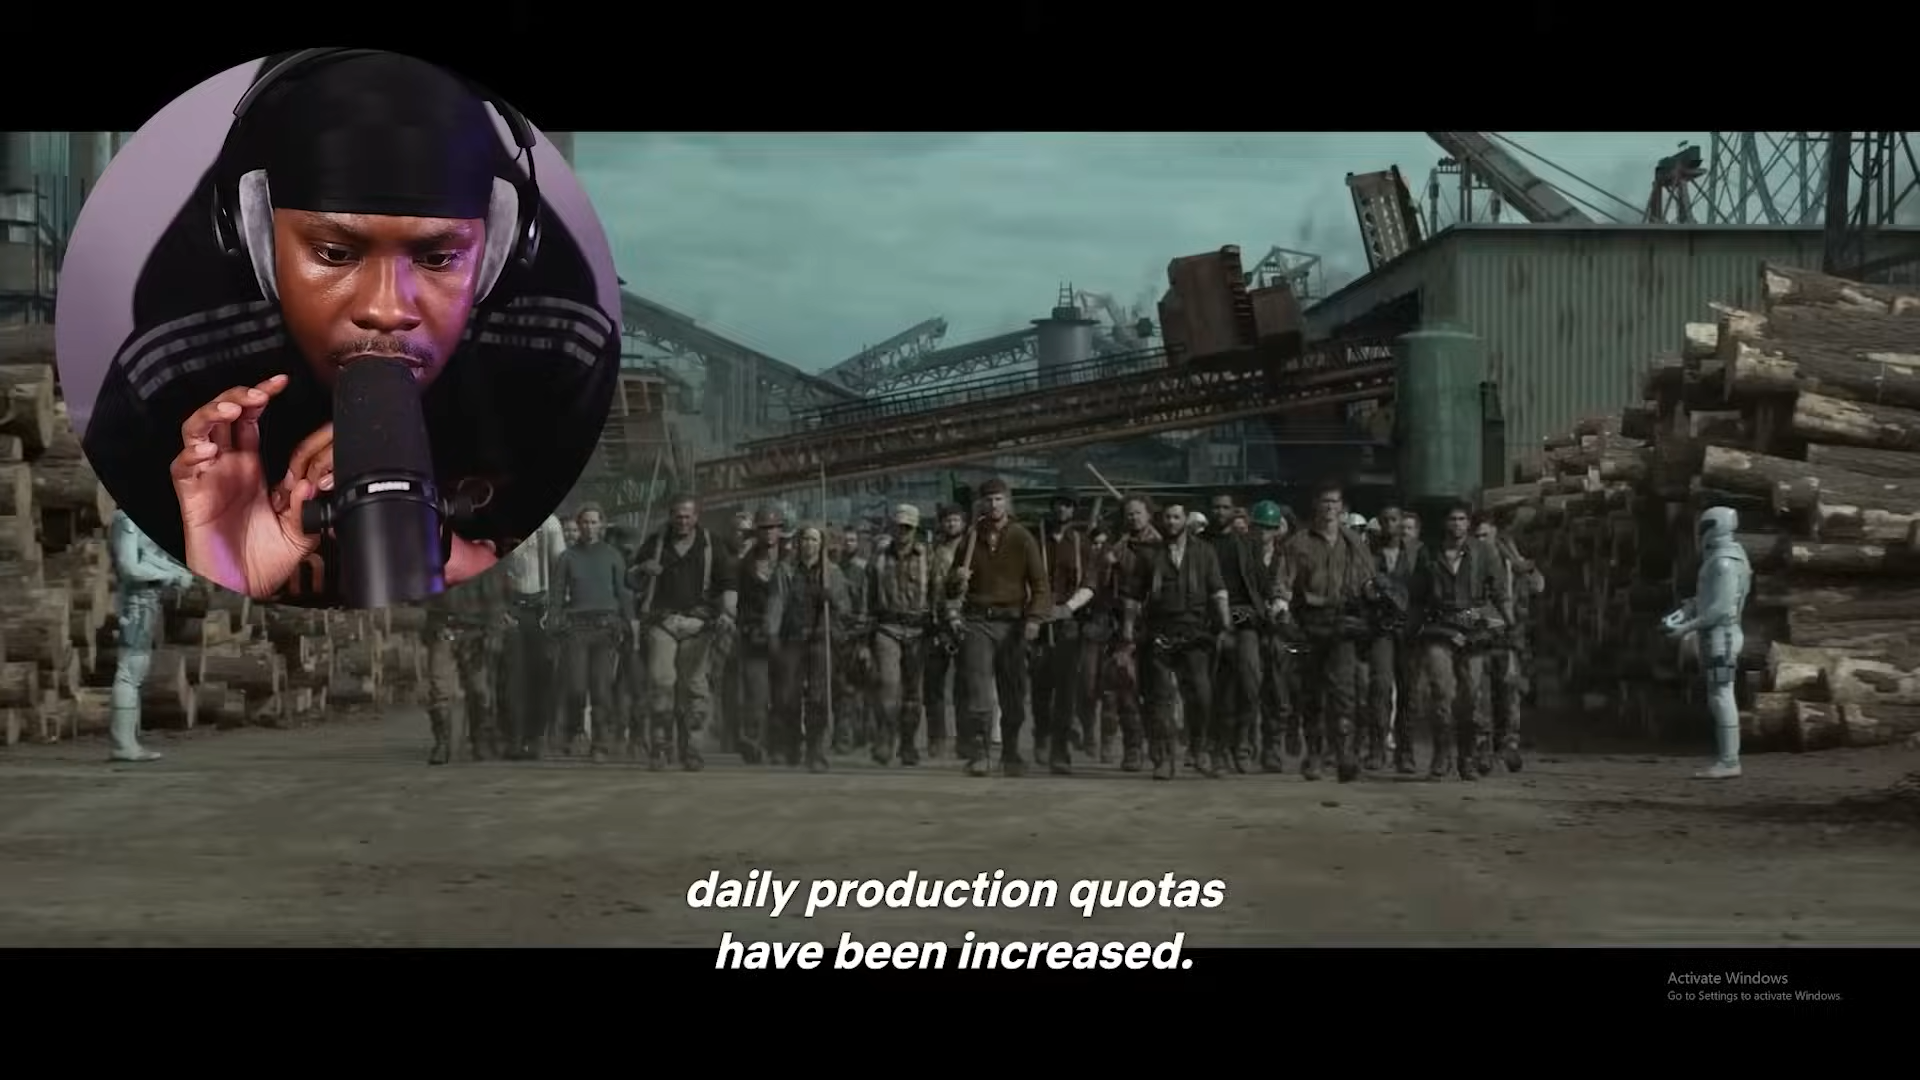 daily production quotas
have been increased.
Activate Windows
Go to Settings to activate Windows.